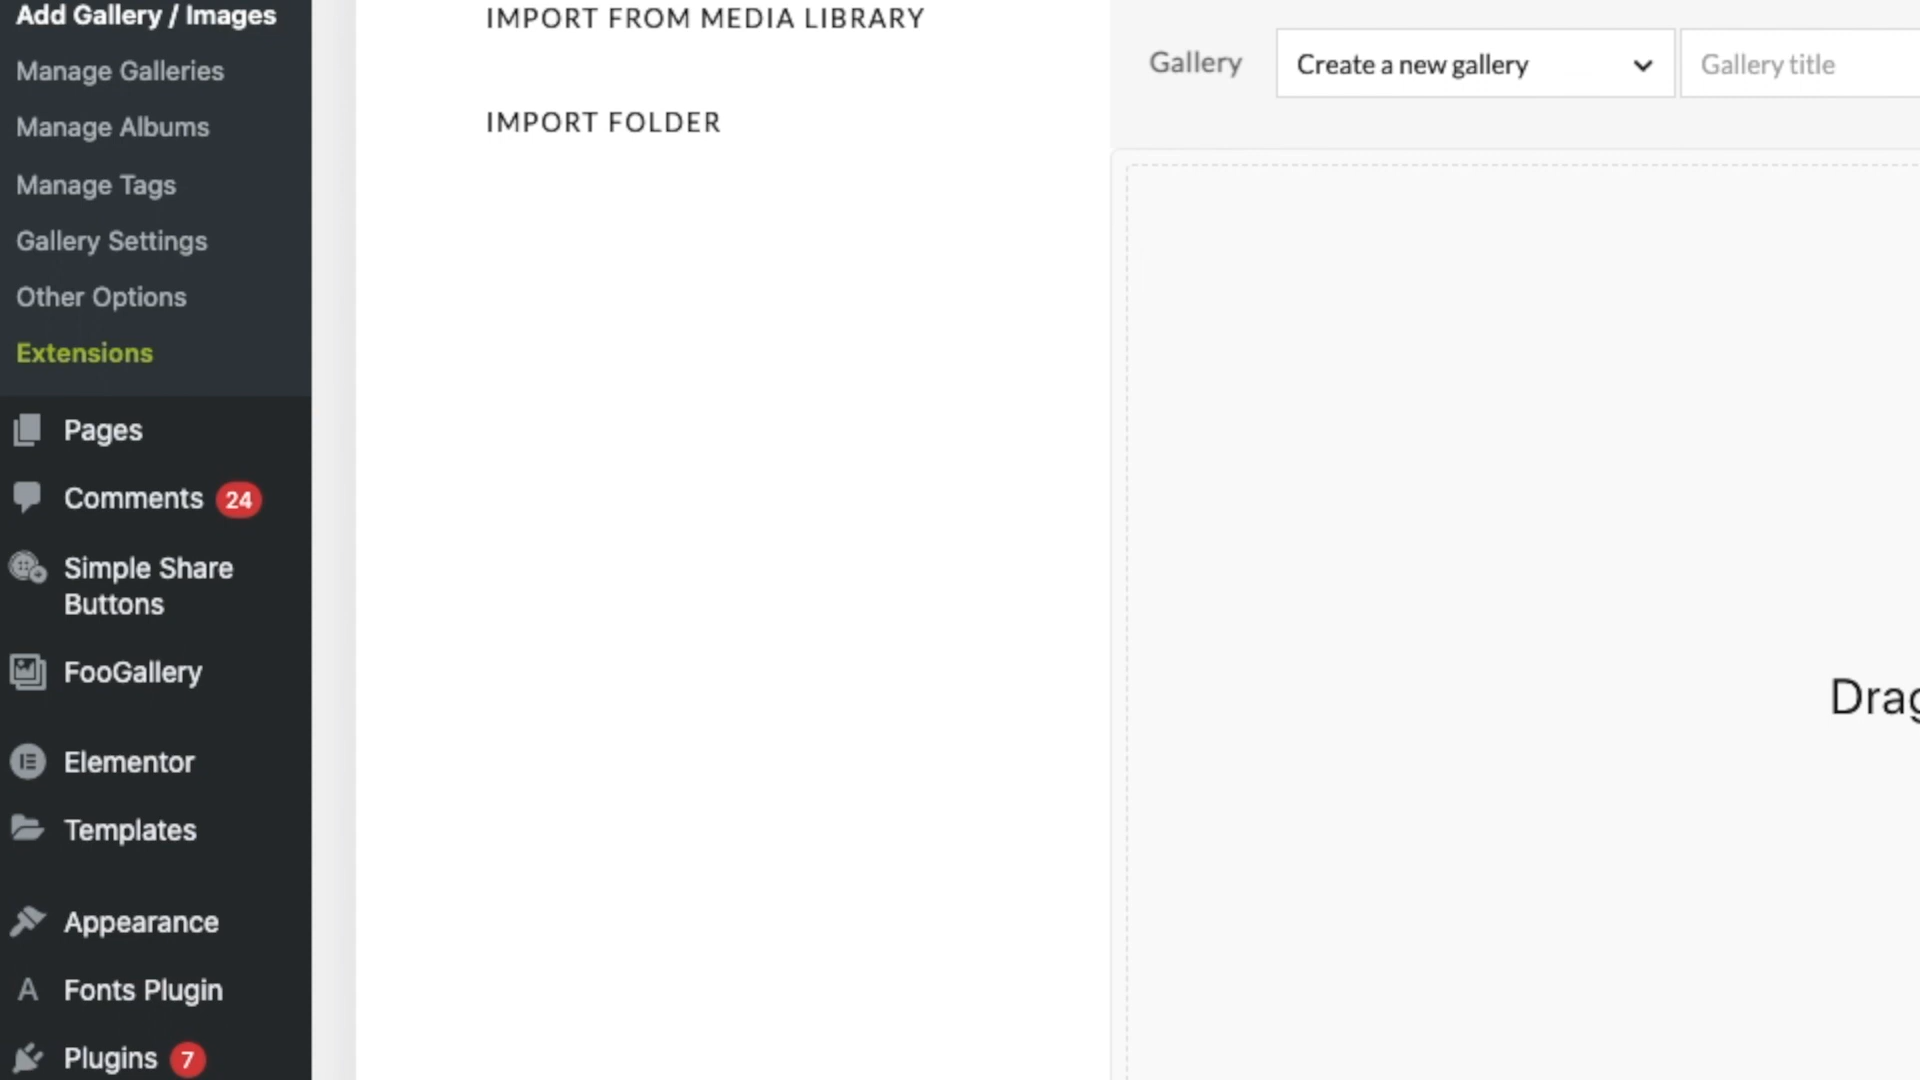 Add Gallery / Images
Manage Galleries
Manage Albums
Manage Tags
Gallery Settings
Other Options
Extensions
Pages
Comments 24
Simple Share
Buttons
FooGallery
Elementor
Templates
Appearance
Fonts Plugin
Plugins 7
IMPORT FROM MEDIA LIBRARY
IMPORT FOLDER
Gallery Create a new gallery Gallery title
Drag